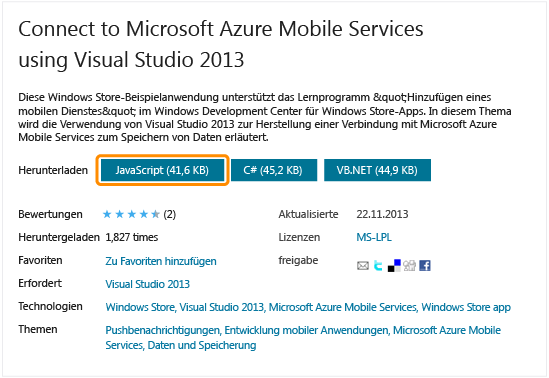 Connect to Microsoft Azure Mobile Services
using Visual Studio 2013
Diese Windows Store-Beispielanwendung unterstützt das Lernprogramm &quot;Hinzufügen eines
mobilen Dienstes&quot; im Windows Development Center für Windows Store-Apps. In diesem Thema
wird die Verwendung von Visual Studio 2013 zur Herstellung einer Verbindung mit Microsoft Azure
Mobile Services zum Speichern von Daten erläutert.
Herunterladen JavaScript (41,6 KB) C# (45,2 KB) VB.NET (44,9 KB)
Bewertungen (2) Aktualisierte 22.11.2013
Heruntergeladen 1,827 times Lizenzen MS-LPL
Favoriten Zu Favoriten hinzufügen freigabe
Erfordert Visual Studio 2013
Technologien Windows Store, Visual Studio 2013, Microsoft Azure Mobile Services, Windows Store app
Themen Pushbenachrichtigungen, Entwicklung mobiler Anwendungen, Microsoft Azure Mobile
Services, Daten und Speicherung